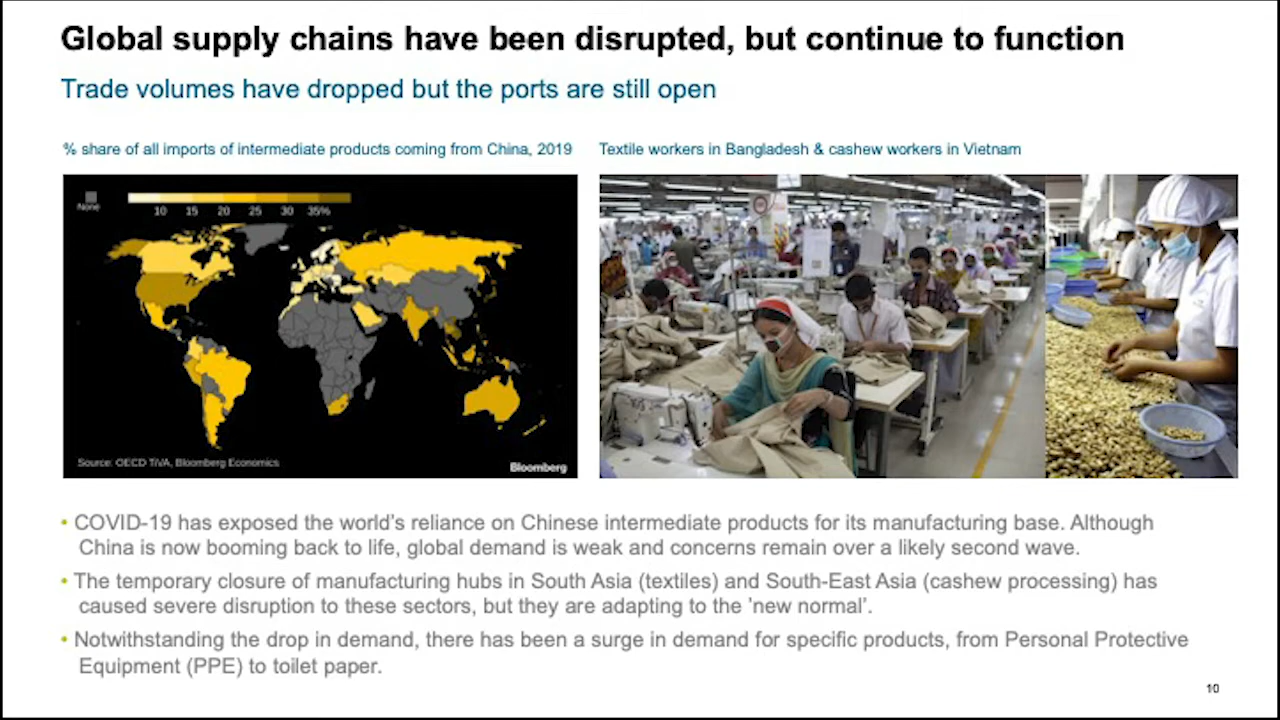 Global supply chains have been disrupted, but continue to function
Trade volumes have dropped but the ports are still open
% share of all imports of intermediate products coming from China, 2019
Textile workers in Bangladesh & cashew workers in Vietnam
None
10 15 20 25 30 35%
Source: OECD TiVA, Bloomberg Economics
Bloomberg
• COVID-19 has exposed the world's reliance on Chinese intermediate products for its manufacturing base. Although
China is now booming back to life, global demand is weak and concerns remain over a likely second wave.
• The temporary closure of manufacturing hubs in South Asia (textiles) and South-East Asia (cashew processing) has
caused severe disruption to these sectors, but they are adapting to the 'new normal'.
• Notwithstanding the drop in demand, there has been a surge in demand for specific products, from Personal Protective
Equipment (PPE) to toilet paper.
10